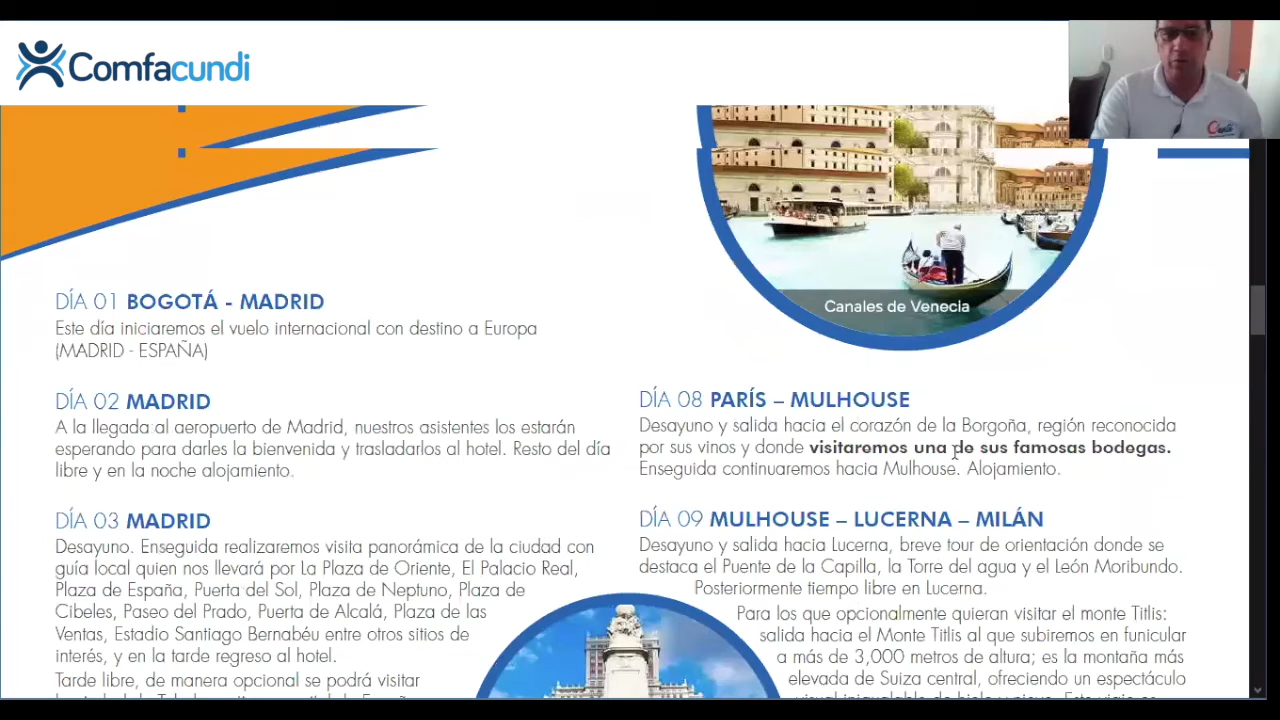 Comfacundi
Canales de Venecia
DÍA 01 BOGOTÁ - MADRID
Este día iniciaremos el vuelo internacional con destino a Europa
(MADRID - ESPAÑA)
DÍA 02 MADRID
A la llegada al aeropuerto de Madrid, nuestros asistentes los estarán
esperando para darles la bienvenida y trasladarlos al hotel. Resto del día
libre y en la noche alojamiento.
DÍA 03 MADRID
Desayuno. Enseguida realizaremos visita panorámica de la ciudad con
guía local quien nos llevará por La Plaza de Oriente, El Palacio Real,
Plaza de España, Puerta del Sol, Plaza de Neptuno, Plaza de
Cibeles, Paseo del Prado, Puerta de Alcalá, Plaza de las
Ventas, Estadio Santiago Bernabéu entre otros sitios de
interés, y en la tarde regreso al hotel.
Tarde libre, de manera opcional se podrá visitar
DÍA 08 PARÍS – MULHOUSE
Desayuno y salida hacia el corazón de la Borgoña, región reconocida
por sus vinos y donde visitaremos una de sus famosas bodegas.
Enseguida continuaremos hacia Mulhouse. Alojamiento.
DÍA 09 MULHOUSE – LUCERNA – MILÁN
Desayuno y salida hacia Lucerna, breve tour de orientación donde se
destaca el Puente de la Capilla, la Torre del agua y el León Moribundo.
Posteriormente tiempo libre en Lucerna.
Para los que opcionalmente quieran visitar el monte Titlis:
salida hacia el Monte Titlis al que subiremos en funicular
a más de 3,000 metros de altura; es la montaña más
elevada de Suiza central, ofreciendo un espectáculo